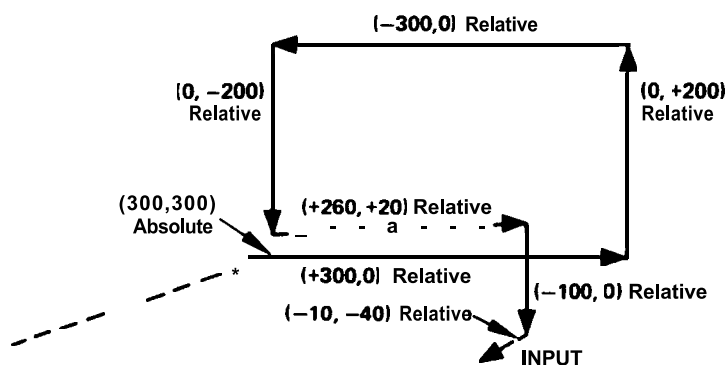 (−300,0) Relative
(0, −200)
Relative
(0, +200)
Relative
(300,300)
Absolute
(+260, +20) Relative
a
*
(+300,0) Relative
(−100, 0) Relative
(−10, −40) Relative
INPUT